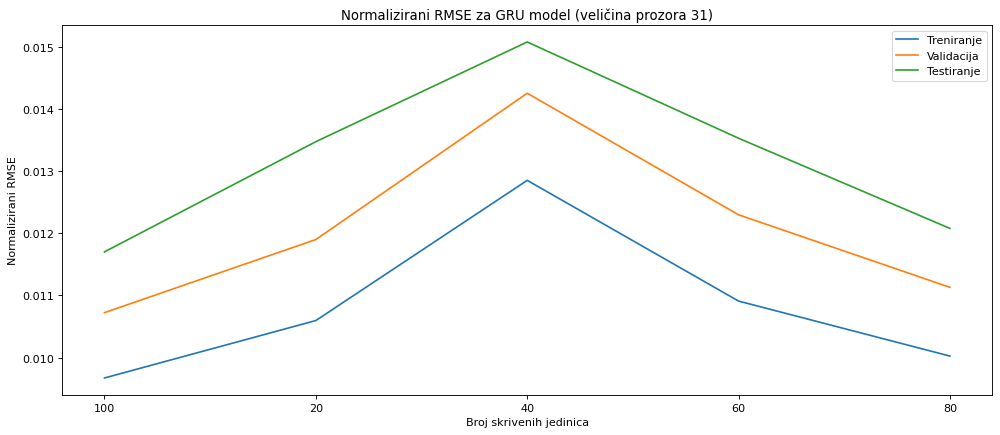 Normalizirani RMSE za GRU model (veličina prozora 31)
Treniranje
Validacija
Testiranje
Normalizirani RMSE
0.015
0.014
0.013
0.012
0.011
0.010
100 20 40 60 80
Broj skrivenih jedinica